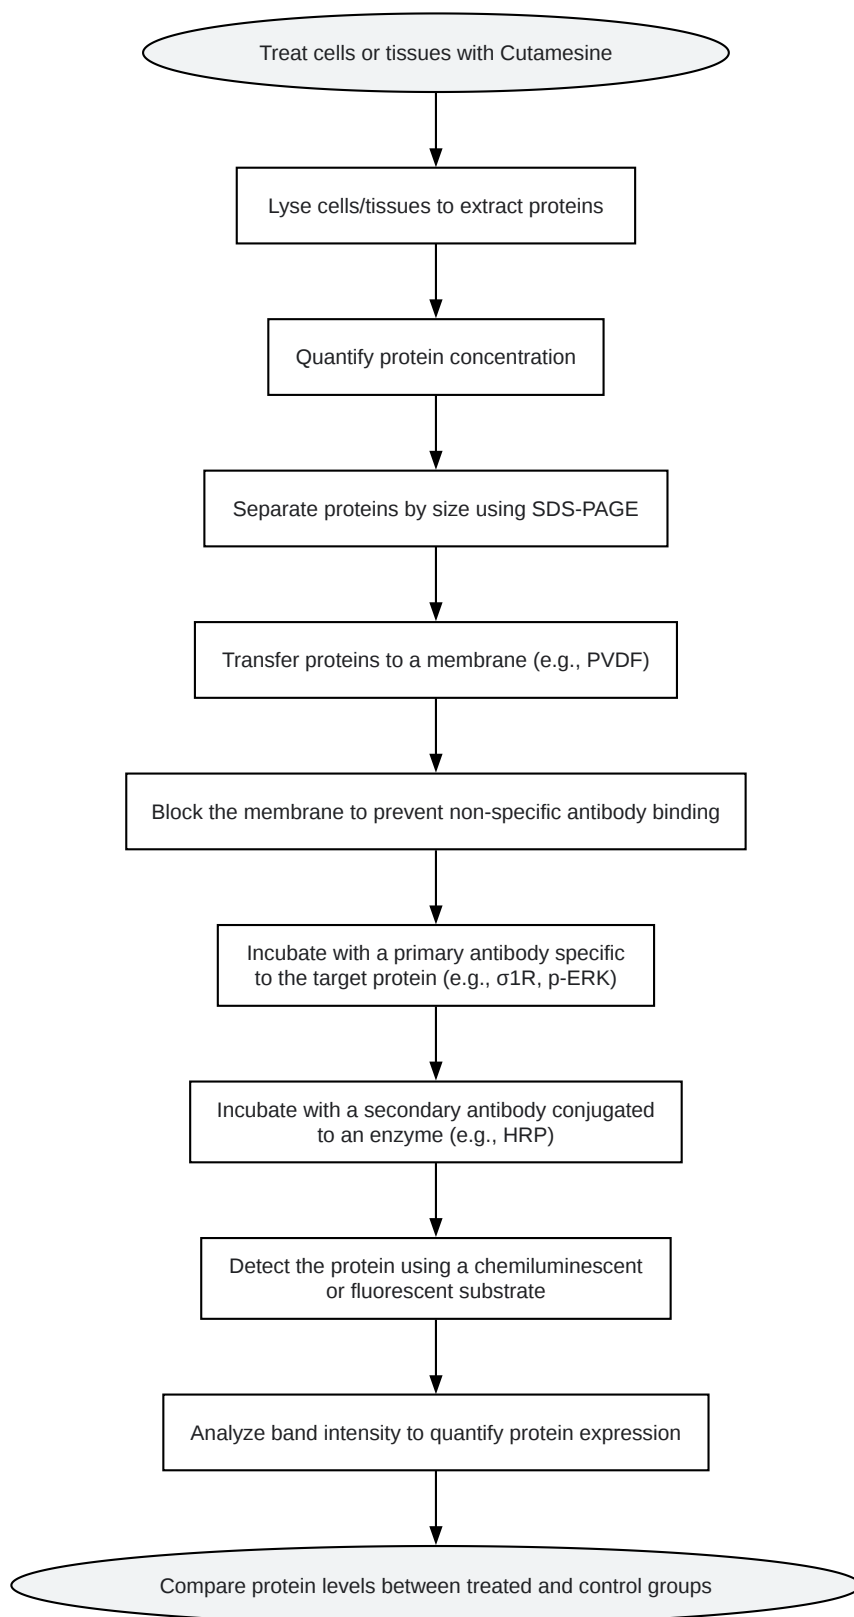 Treat cells or tissues with Cutamesine
Lyse cells/tissues to extract proteins
Quantify protein concentration
Separate proteins by size using SDS-PAGE
Transfer proteins to a membrane (e.g., PVDF)
Block the membrane to prevent non-specific antibody binding
Incubate with a primary antibody specific
to the target protein (e.g., σ1R, p-ERK)
Incubate with a secondary antibody conjugated
to an enzyme (e.g., HRP)
Detect the protein using a chemiluminescent
or fluorescent substrate
Analyze band intensity to quantify protein expression
Compare protein levels between treated and control groups